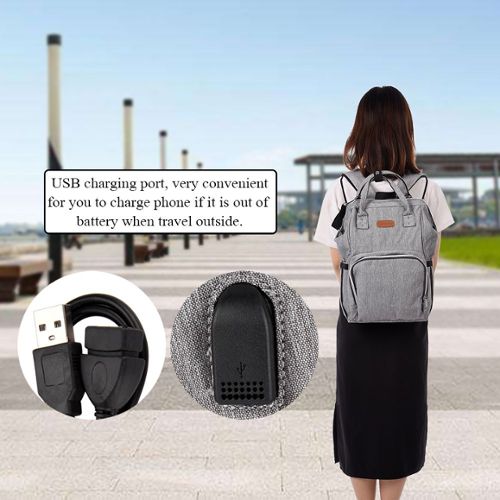 USB charging port, very convenient
for you to charge phone if it is out of
battery when travel outside.